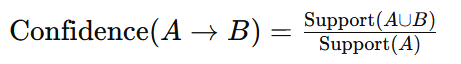 Confidence(A → B) = Support(A∪B) / Support(A)